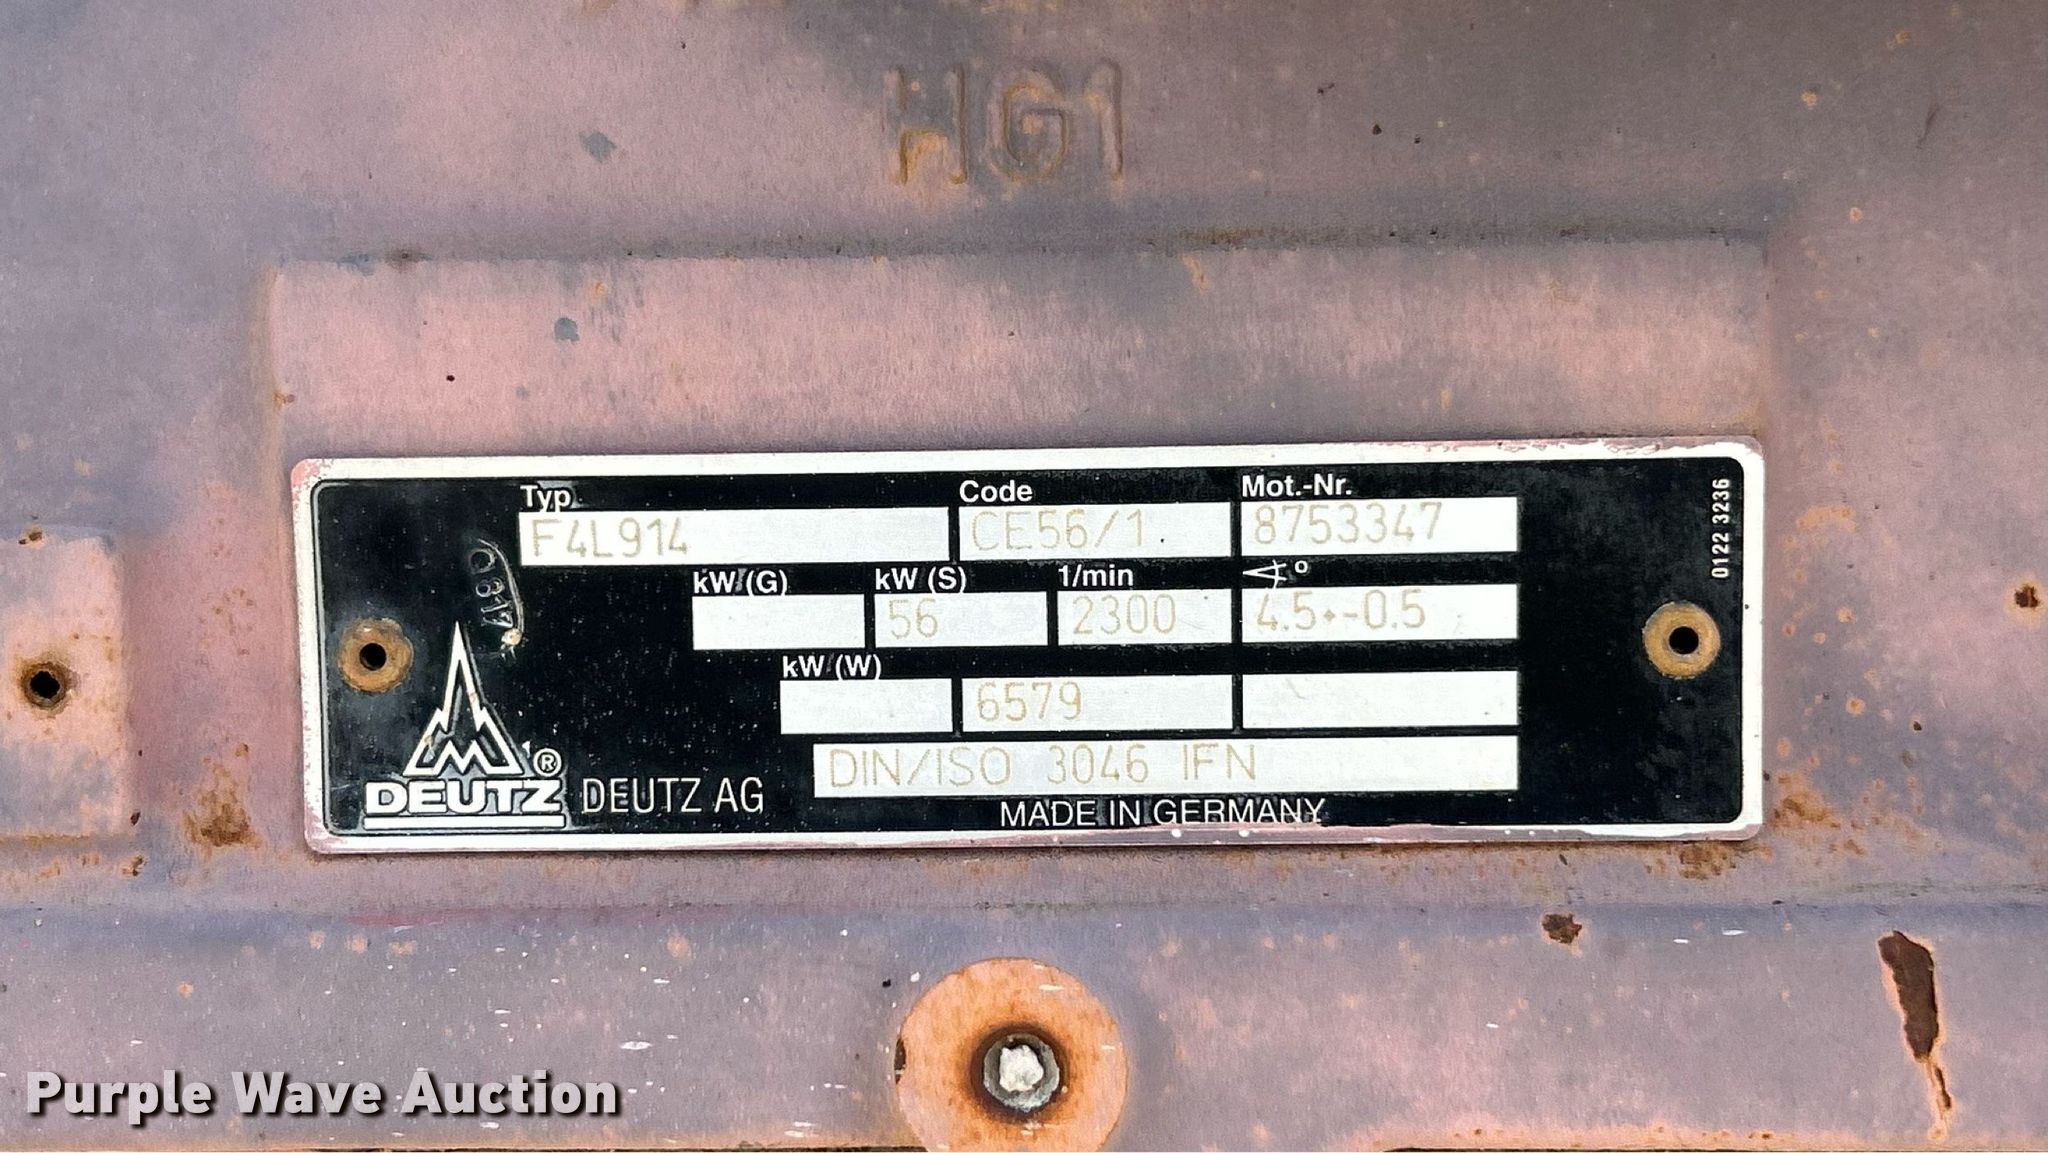 HG1
Typ Code Mot.-Nr.
F4L914 CE56/1 8753347
0122 3236
kW (G) kW (S) 1/min ∢°
56 2300 4.5+-0.5
kW (W)
6579
DIN/ISO 3046 IFN
DEUTZ® DEUTZ AG
MADE IN GERMANY
Purple Wave Auction